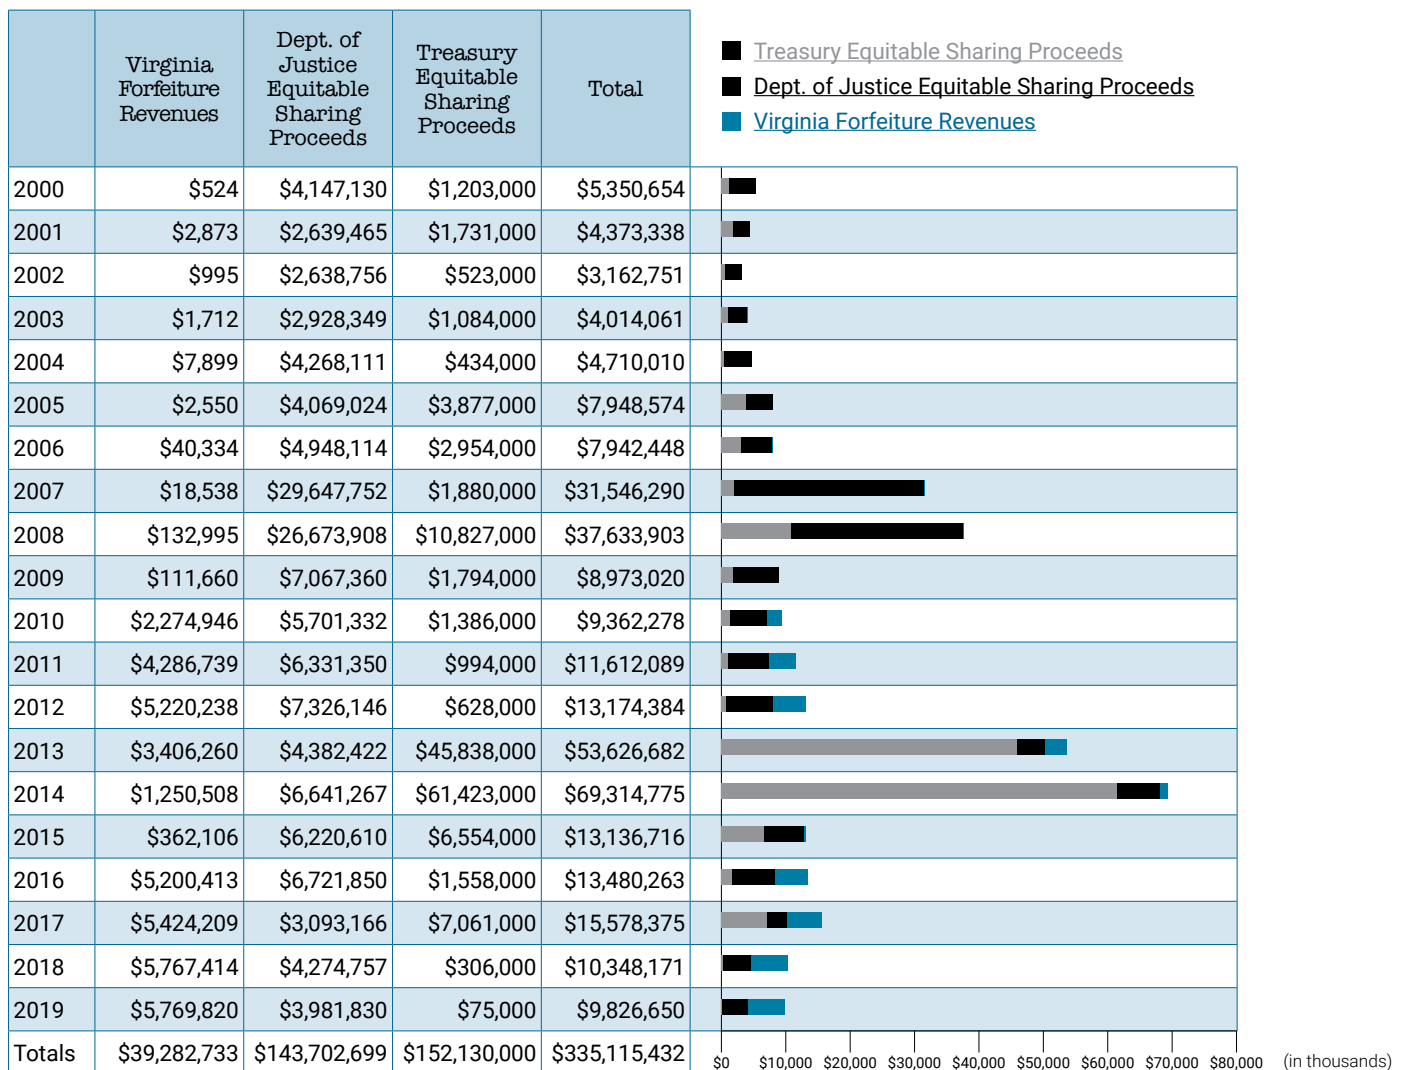 Virginia
Forfeiture
Revenues
Dept. of
Justice
Equitable
Sharing
Proceeds
Treasury
Equitable
Sharing
Proceeds
Total
Treasury Equitable Sharing Proceeds
Dept. of Justice Equitable Sharing Proceeds
Virginia Forfeiture Revenues
2000 $524 $4,147,130 $1,203,000 $5,350,654
2001 $2,873 $2,639,465 $1,731,000 $4,373,338
2002 $995 $2,638,756 $523,000 $3,162,751
2003 $1,712 $2,928,349 $1,084,000 $4,014,061
2004 $7,899 $4,268,111 $434,000 $4,710,010
2005 $2,550 $4,069,024 $3,877,000 $7,948,574
2006 $40,334 $4,948,114 $2,954,000 $7,942,448
2007 $18,538 $29,647,752 $1,880,000 $31,546,290
2008 $132,995 $26,673,908 $10,827,000 $37,633,903
2009 $111,660 $7,067,360 $1,794,000 $8,973,020
2010 $2,274,946 $5,701,332 $1,386,000 $9,362,278
2011 $4,286,739 $6,331,350 $994,000 $11,612,089
2012 $5,220,238 $7,326,146 $628,000 $13,174,384
2013 $3,406,260 $4,382,422 $45,838,000 $53,626,682
2014 $1,250,508 $6,641,267 $61,423,000 $69,314,775
2015 $362,106 $6,220,610 $6,554,000 $13,136,716
2016 $5,200,413 $6,721,850 $1,558,000 $13,480,263
2017 $5,424,209 $3,093,166 $7,061,000 $15,578,375
2018 $5,767,414 $4,274,757 $306,000 $10,348,171
2019 $5,769,820 $3,981,830 $75,000 $9,826,650
Totals $39,282,733 $143,702,699 $152,130,000 $335,115,432
$0 $10,000 $20,000 $30,000 $40,000 $50,000 $60,000 $70,000 $80,000 (in thousands)